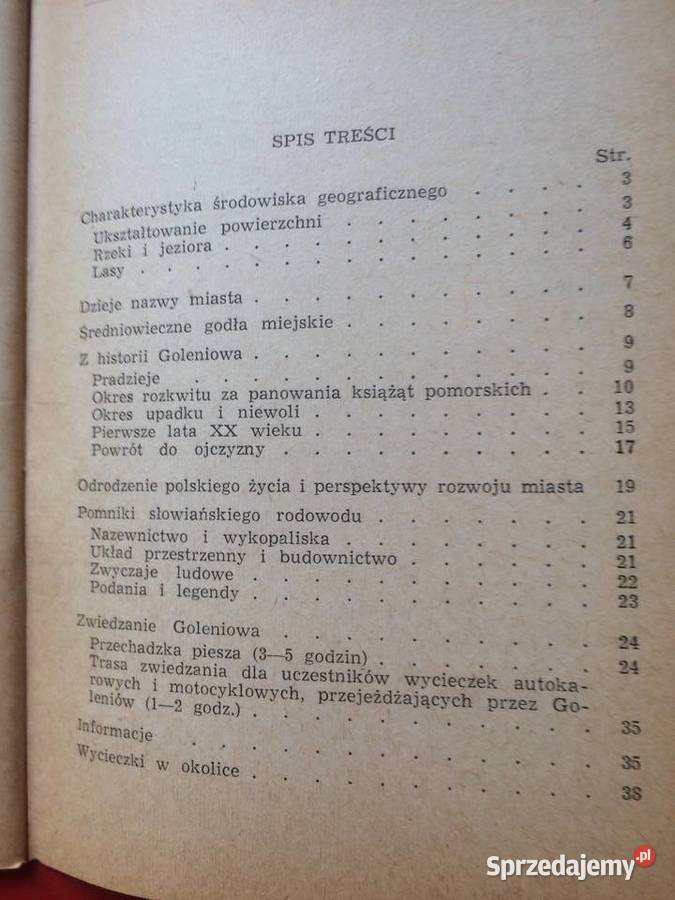 SPIS TREŚCI
Str.
Charakterystyka środowiska geograficznego . . . . 3
Ukształtowanie powierzchni . . . . . . . . 3
Rzeki i jeziora . . . . . . . . . . . 4
Lasy . . . . . . . . . . . . . . 6
Dzieje nazwy miasta . . . . . . . . . . 7
Średniowieczne godła miejskie . . . . . . . 8
Z historii Goleniowa . . . . . . . . . . 9
Pradzieje . . . . . . . . . . . . 9
Okres rozkwitu za panowania książąt pomorskich . . 10
Okres upadku i niewoli . . . . . . . . 13
Pierwsze lata XX wieku . . . . . . . . 15
Powrót do ojczyzny . . . . . . . . . 17
Odrodzenie polskiego życia i perspektywy rozwoju miasta 19
Pomniki słowiańskiego rodowodu . . . . . . 21
Nazewnictwo i wykopaliska . . . . . . . 21
Układ przestrzenny i budownictwo . . . . . 21
Zwyczaje ludowe . . . . . . . . . . 22
Podania i legendy . . . . . . . . . . 23
Zwiedzanie Goleniowa . . . . . . . . . 24
Przechadzka piesza (3—5 godzin) . . . . . . 24
Trasa zwiedzania dla uczestników wycieczek autoka-
rowych i motocyklowych, przejeżdżających przez Go-
leniów (1—2 godz.) . . . . . . . . . . 35
Informacje . . . . . . . . . . . . 35
Wycieczki w okolice . . . . . . . . . . 38
Sprzedajemy.pl